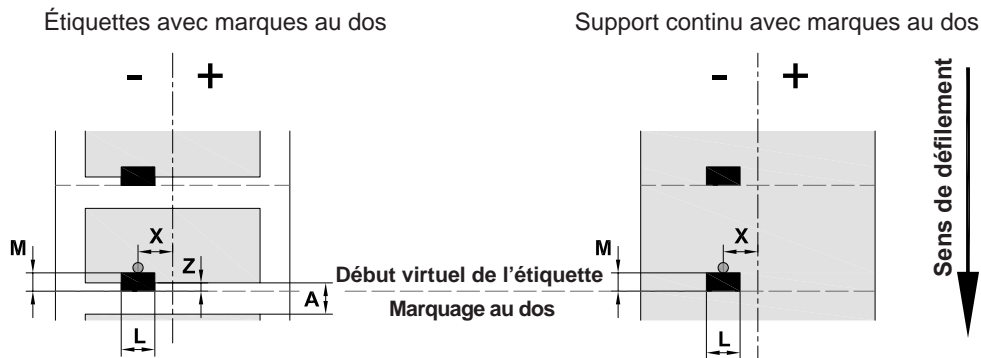 Étiquettes avec marques au dos
Support continu avec marques au dos
- +
- +
Sens de défilement
X
X
M
Z
M
Début virtuel de l'étiquette
A
Marquage au dos
L
L